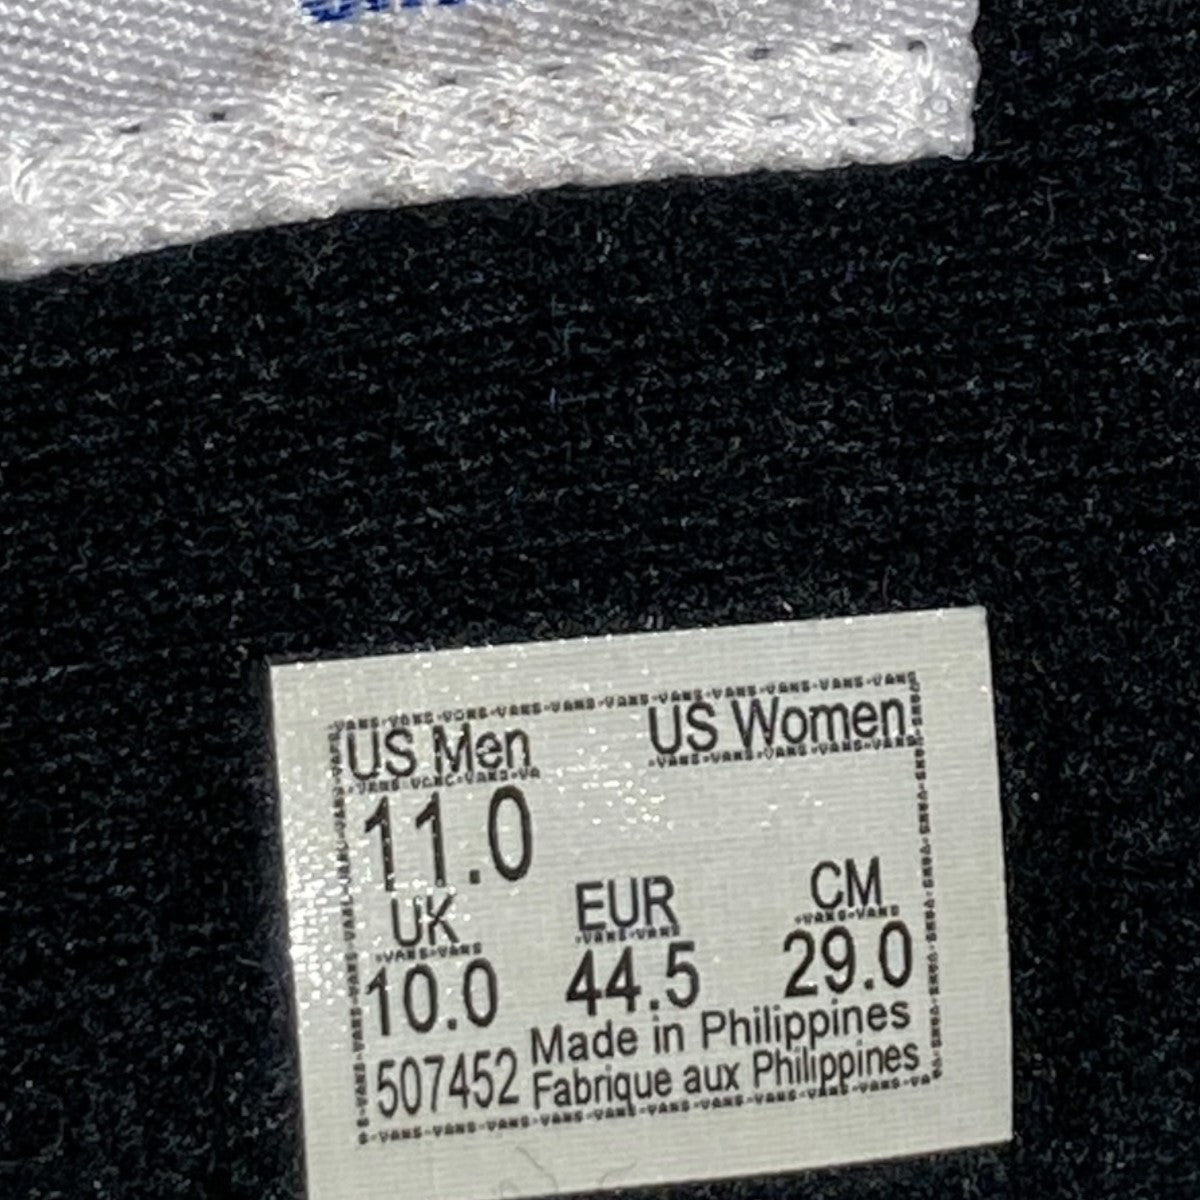 US Men US Women
11.0
UK EUR CM
10.0 44.5 29.0
507452 Made in Philippines
Fabrique aux Philippines